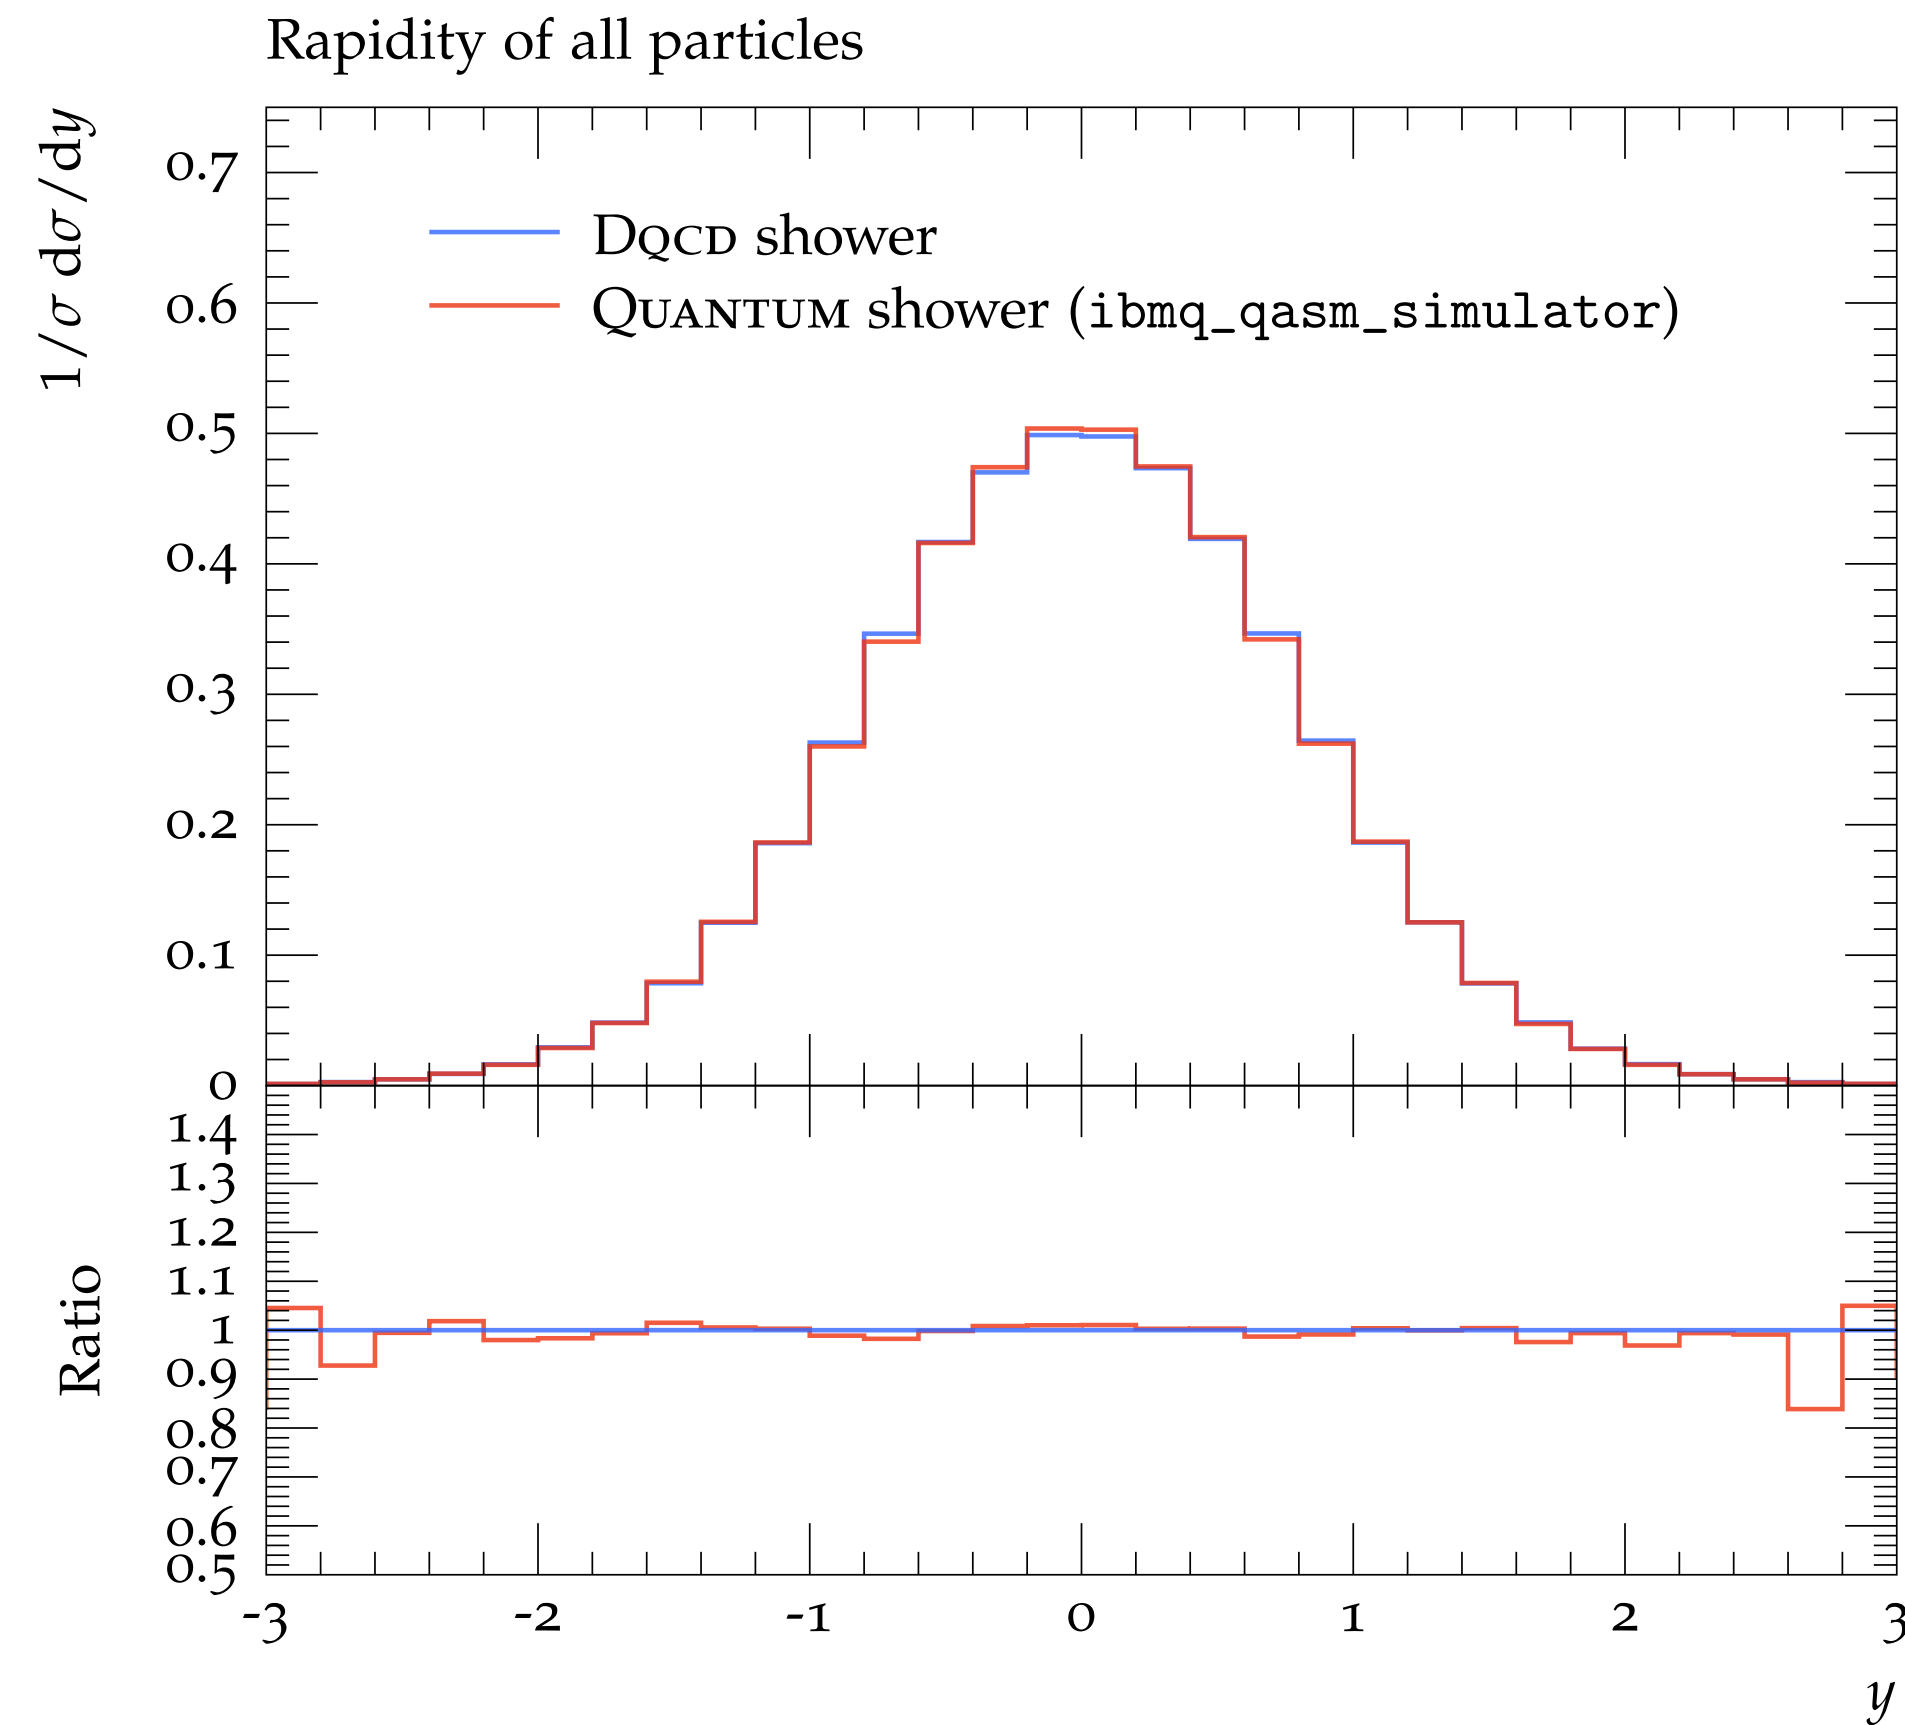 Rapidity of all particles
1/σ dσ/dy
0.7
0.6
0.5
0.4
0.3
0.2
0.1
0
DQCD shower
QUANTUM shower (ibmq_qasm_simulator)
Ratio
1.4
1.3
1.2
1.1
1
0.9
0.8
0.7
0.6
0.5
-3 -2 -1 0 1 2 3
y